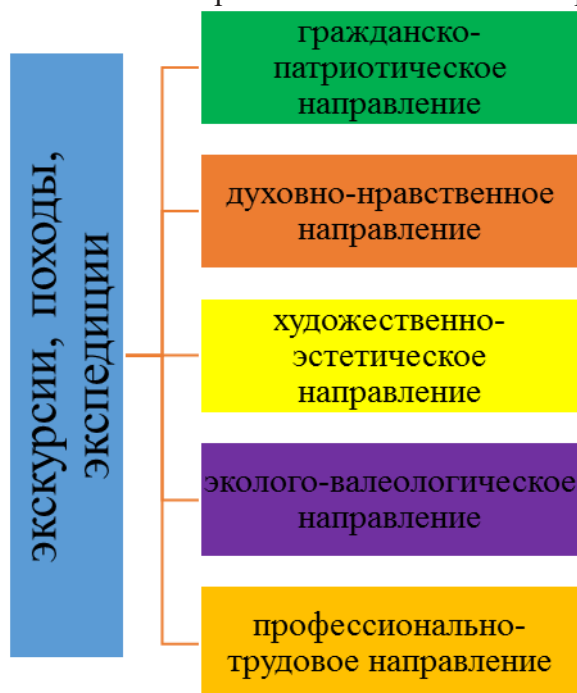 экскурсии, походы,
экспедиции
гражданско-
патриотическое
направление
духовно-нравственное
направление
художественно-
эстетическое
направление
эколого-валеологическое
направление
профессионально-
трудовое направление